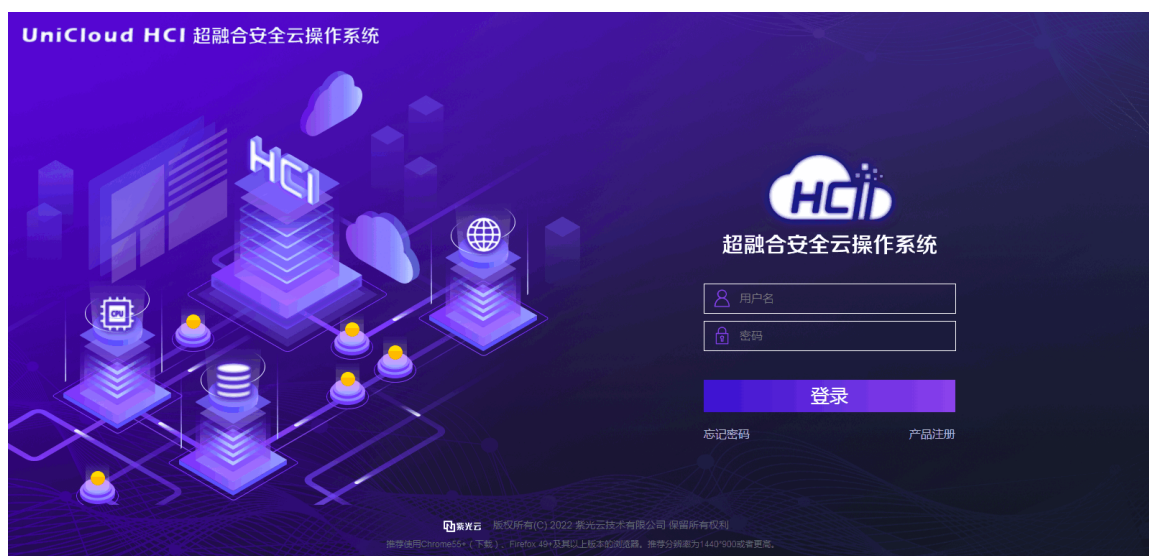 UniCloud HCI 超融合安全云操作系统
HCI
HCI
超融合安全云操作系统
CPU
用户名
密码
登录
忘记密码 产品注册
紫光云 版权所有(C) 2022 紫光云技术有限公司 保留所有权利
推荐使用Chrome55+ ( 下载 ) 、Firefox 49+及其以上版本的浏览器，推荐分辨率为1440*900或者更高。